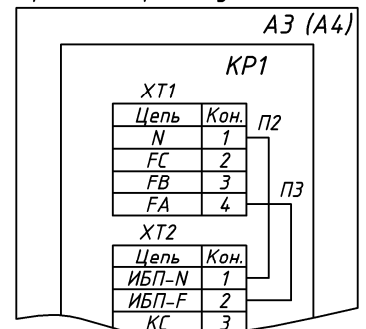 А3 (А4)
КР1
ХТ1
Цепь Кон.
N 1 П2
FC 2
FB 3 П3
FA 4
ХТ2
Цепь Кон.
ИБП-N 1
ИБП-F 2
КС 3